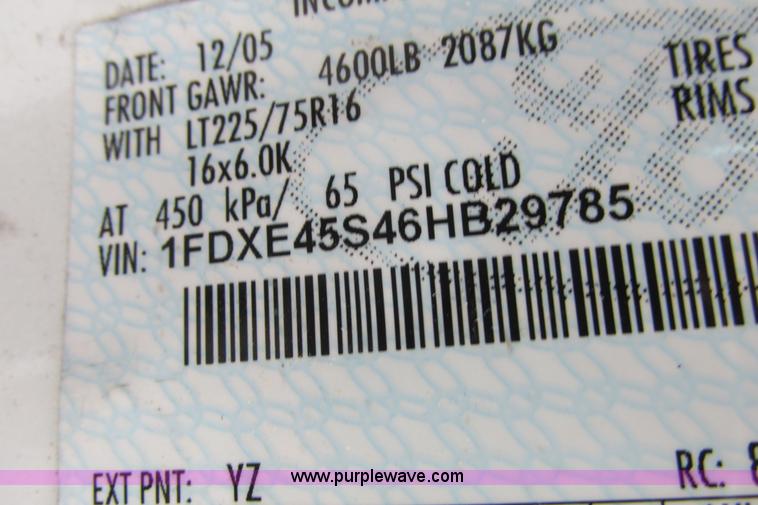 DATE: 12/05
FRONT GAWR: 4600LB 2087KG TIRES
WITH LT225/75R16 RIMS
16x6.0K
AT 450 kPa/ 65 PSI COLD
VIN: 1FDXE45S46HB29785
EXT PNT: YZ RC:
www.purplewave.com